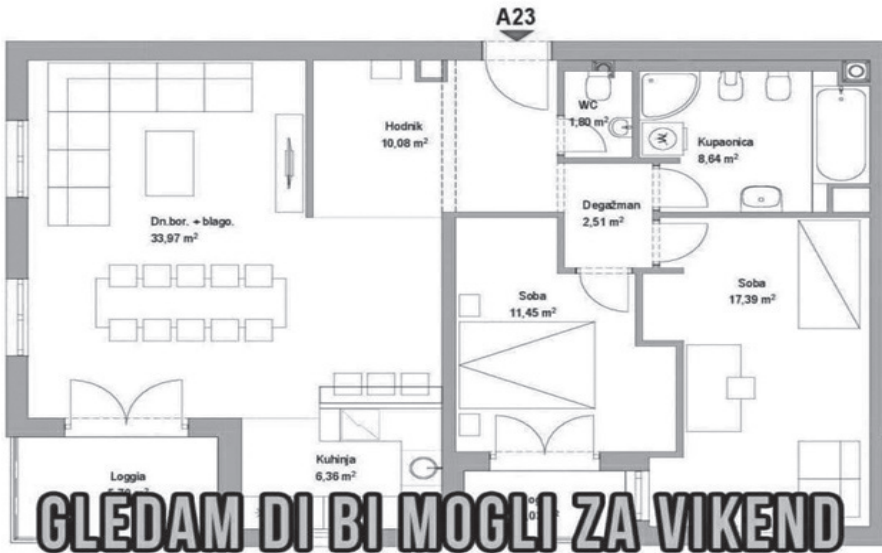 A23
Hodnik
10,08 m²
WC
1,80 m²
Kupaonica
8,64 m²
Dn.bor. + blago.
33,97 m²
Degažman
2,51 m²
Soba
11,45 m²
Soba
17,39 m²
Loggia
Kuhinja
6,36 m²
GLEDAM DI BI MOGLI ZA VIKEND